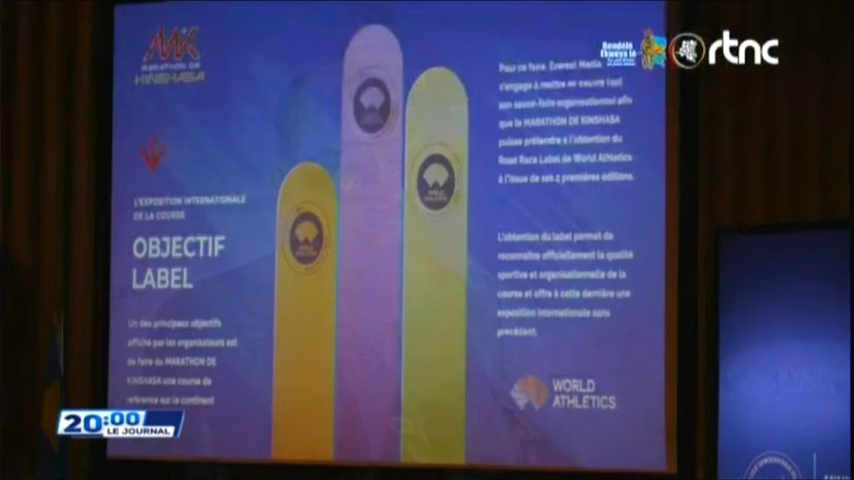 MARATHON DE
KINSHASA
L'EXPOSITION INTERNATIONALE
DE LA COURSE
OBJECTIF
LABEL
Un des principaux objectifs
affiché par les organisateurs est
de faire du MARATHON DE
KINSHASA une course de
référence sur le continent
WORLD
ATHLETICS
Pour ce faire, Everest Media
s'engage à mettre en oeuvre tout
son savoir-faire organisationnel afin
que le MARATHON DE KINSHASA
puisse prétendre à l'obtention du
Road Race Label de World Athletics
à l'issue de ses 2 premières éditions.
L'obtention du label permet de
reconnaître officiellement la qualité
sportive et organisationnelle de la
course et offre à cette dernière une
exposition internationale sans
précédent.
WORLD
ATHLETICS
rtnc
20:00
LE JOURNAL